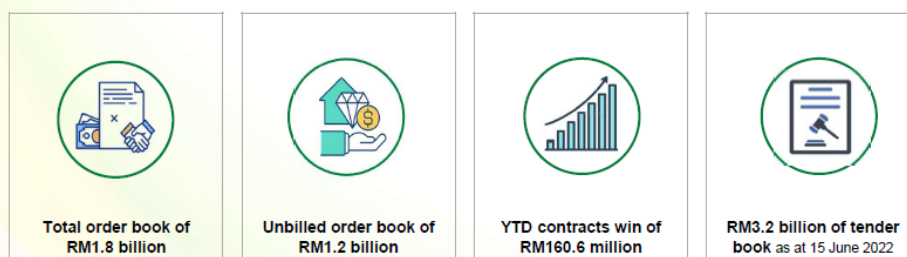 Total order book of
RM1.8 billion
Unbilled order book of
RM1.2 billion
YTD contracts win of
RM160.6 million
RM3.2 billion of tender
book as at 15 June 2022